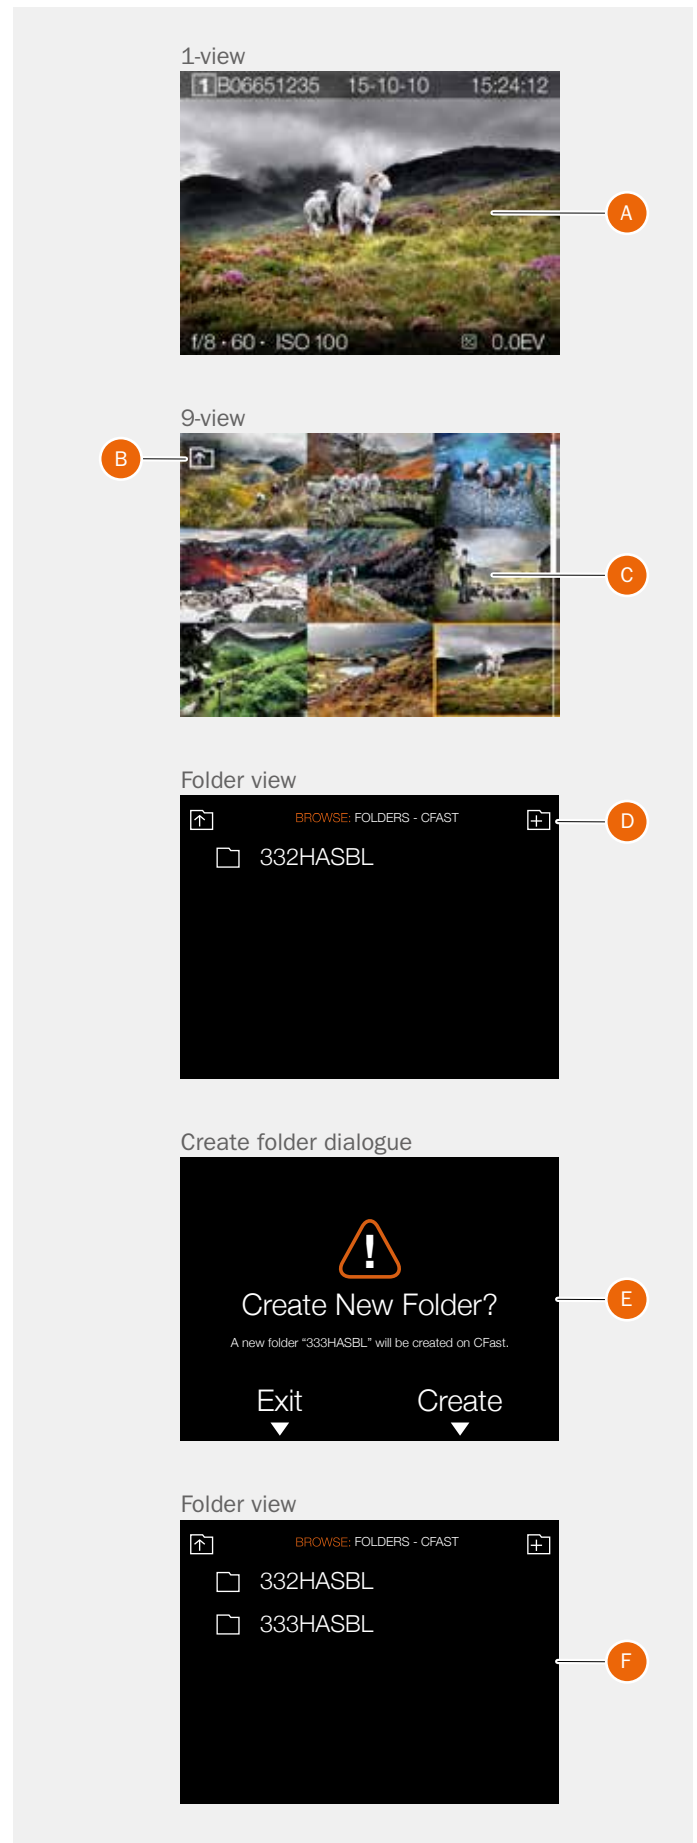 1-view
1 B06651235 15-10-10 15:24:12
A
f/8 · 60 · ISO 100 0.0EV
9-view
B
C
Folder view
BROWSE: FOLDERS - CFAST
D
332HASBL
Create folder dialogue
!
Create New Folder?
E
A new folder “333HASBL” will be created on CFast.
Exit Create
Folder view
BROWSE: FOLDERS - CFAST
332HASBL
333HASBL
F